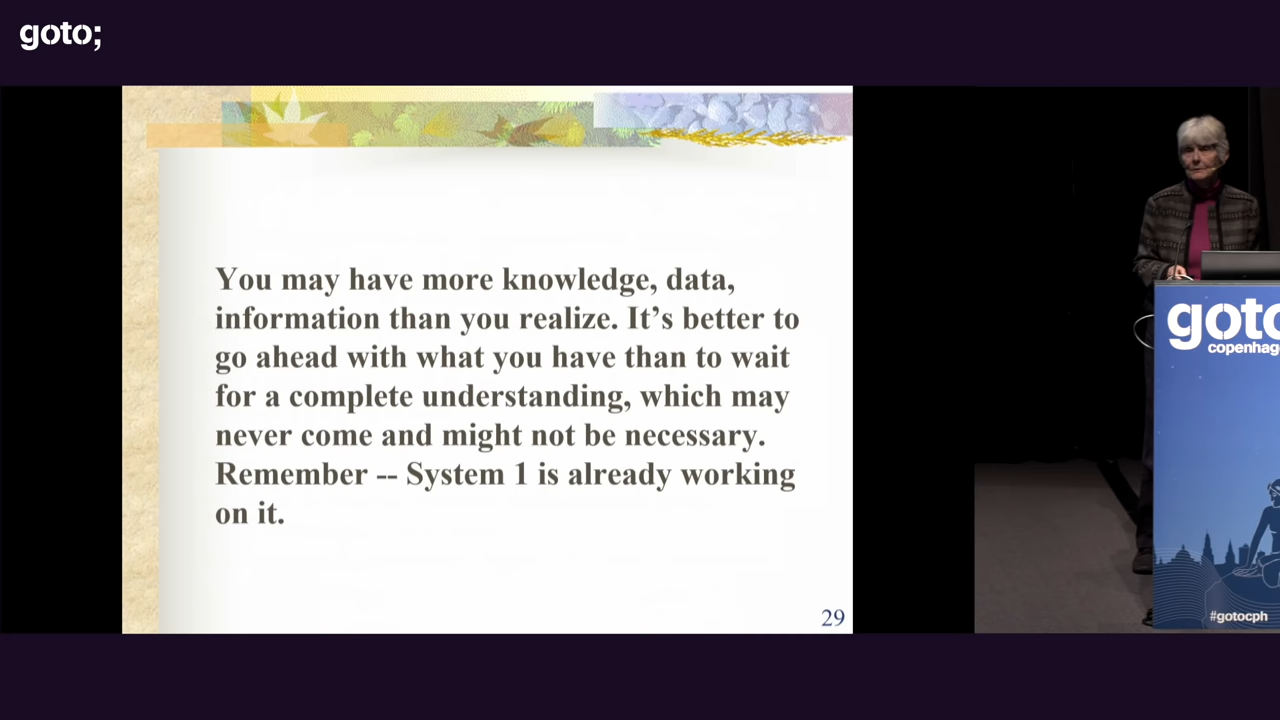 goto;
You may have more knowledge, data,
information than you realize. It's better to
go ahead with what you have than to wait
for a complete understanding, which may
never come and might not be necessary.
Remember -- System 1 is already working
on it.
29
goto
copenhag
#gotocph